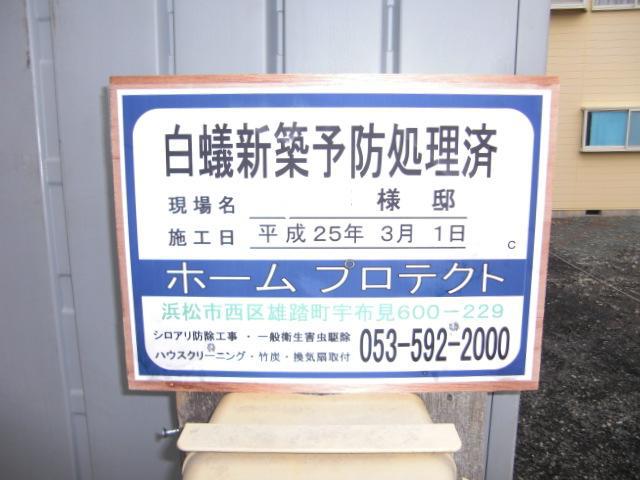 白蟻新築予防処理済
現場名 様邸
施工日 平成25年 3月 1日
C
ホーム プロテクト
浜松市西区雄踏町宇布見600-229
シロアリ防除工事・一般衛生害虫駆除 053-592-2000
ハウスクリーニング・竹炭・換気扇取付